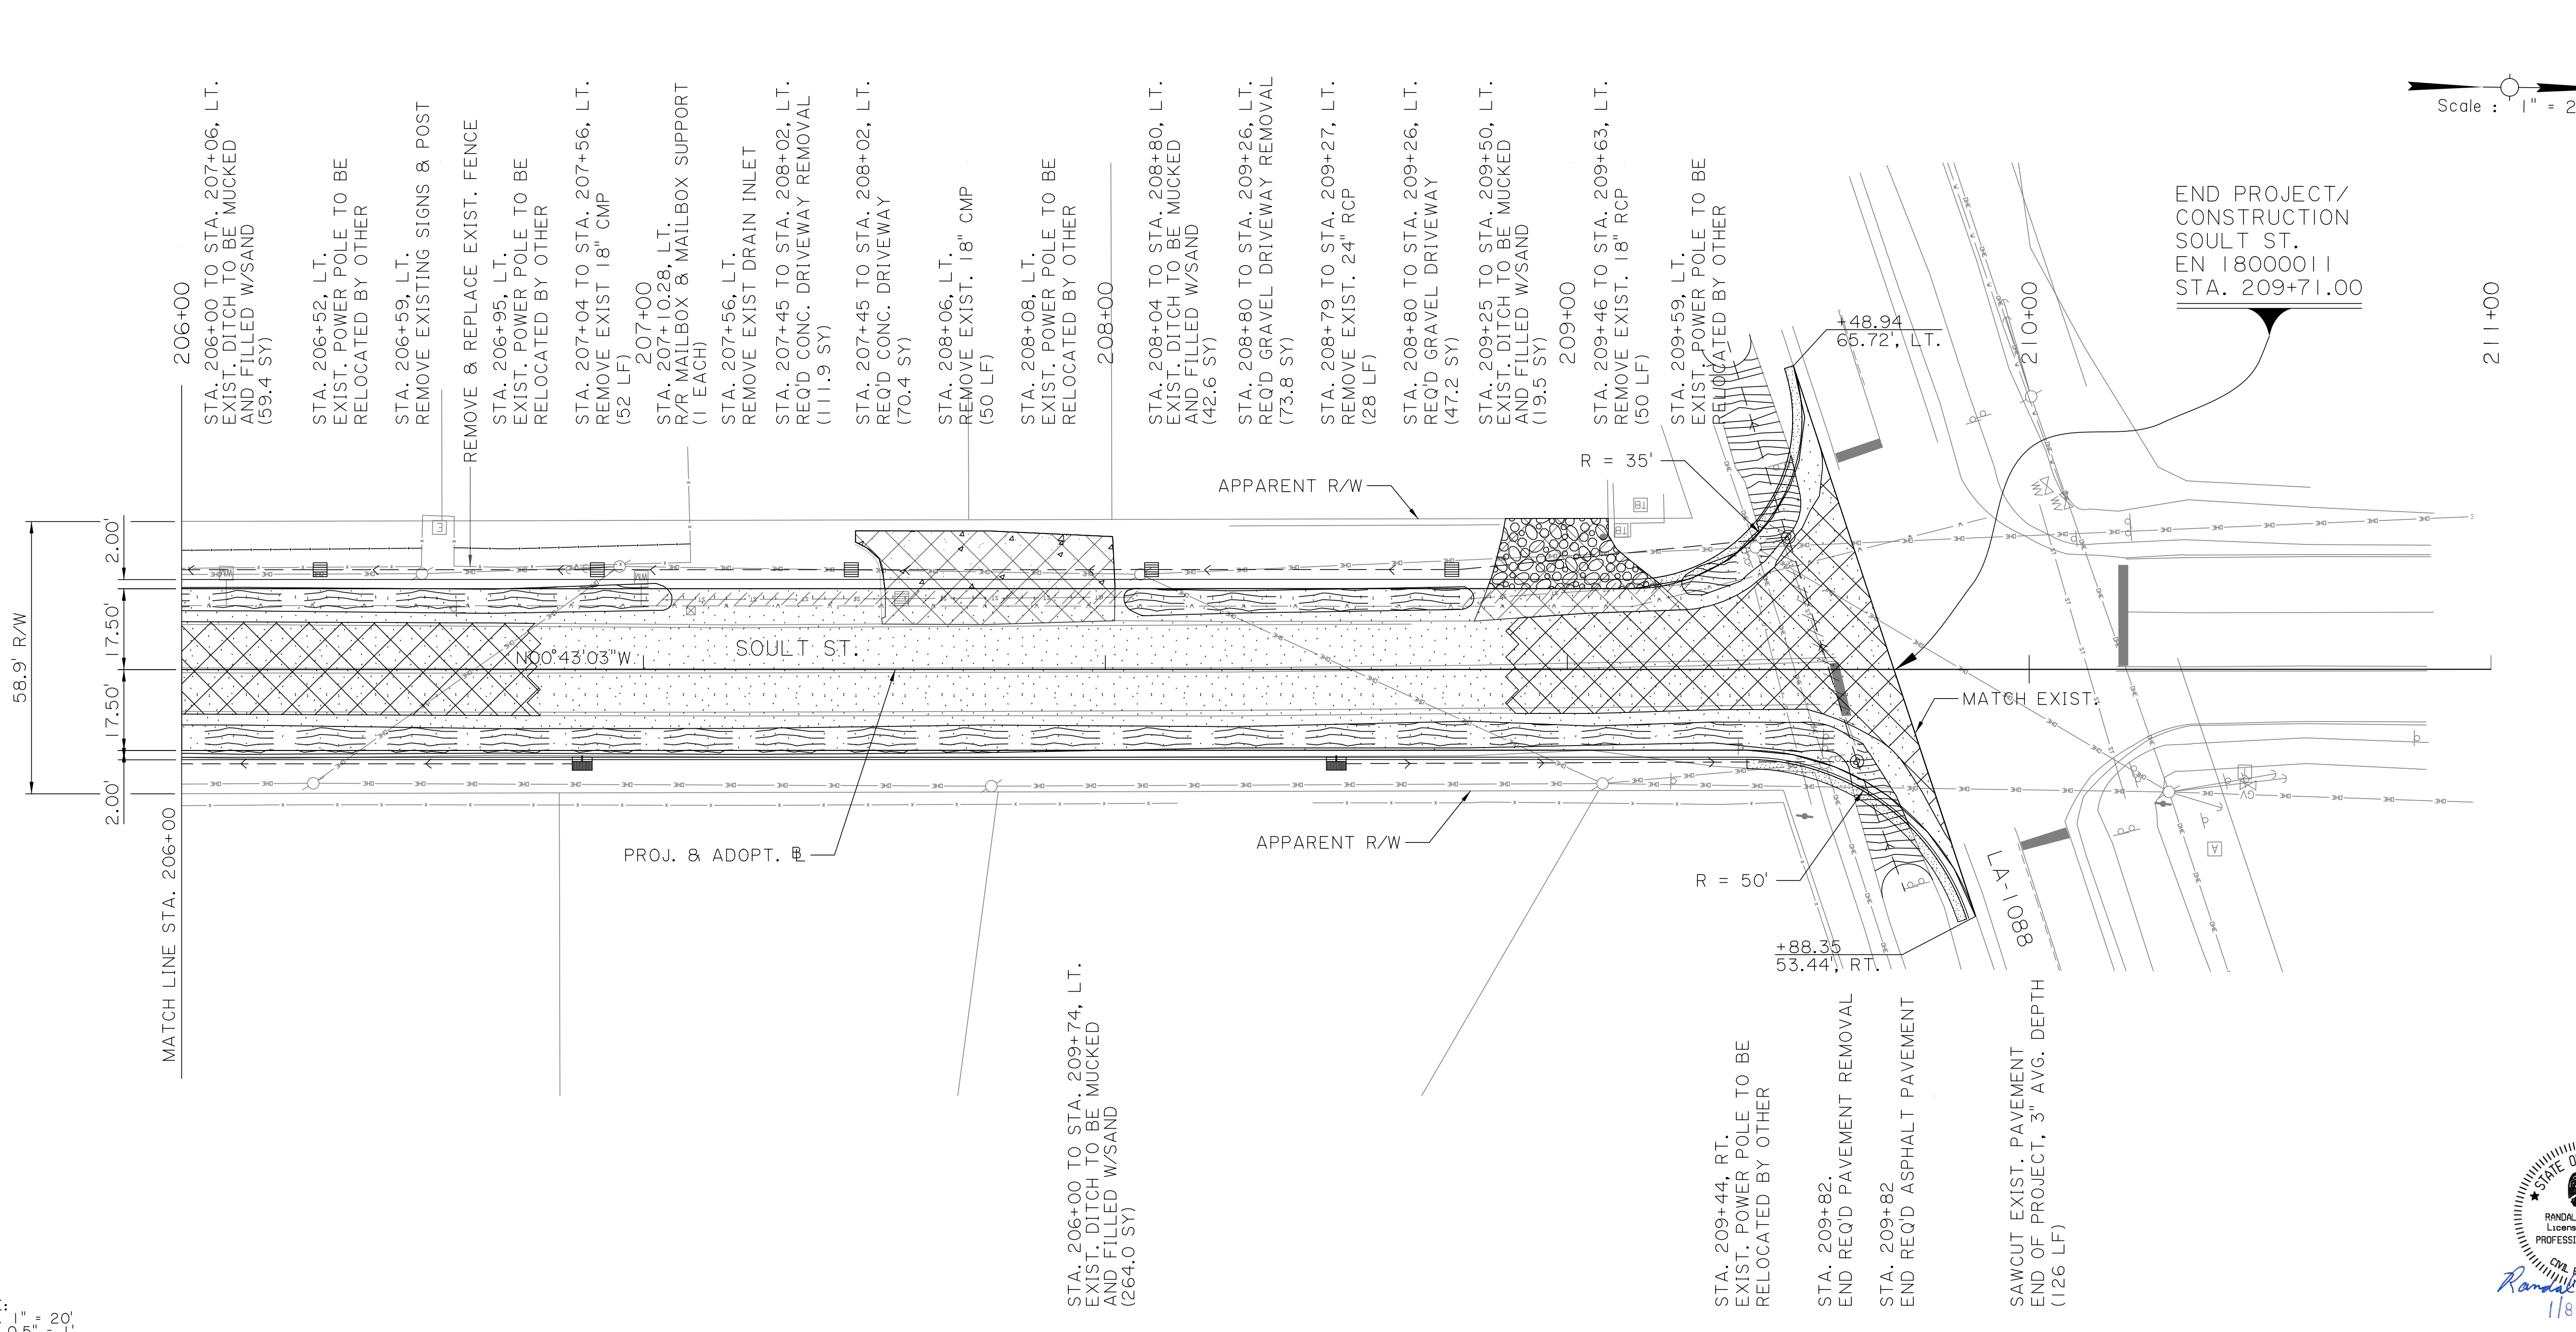 Scale : 1" = 2
END PROJECT/
CONSTRUCTION
SOULT ST.
EN 18000011
STA. 209+71.00
206+00
STA. 206+00 TO STA. 207+06, LT.
EXIST. DITCH TO BE MUCKED
AND FILLED W/SAND
(59.4 SY)
STA. 206+52, LT.
EXIST. POWER POLE TO BE
RELOCATED BY OTHER
STA. 206+59, LT.
REMOVE EXISTING SIGNS & POST
REMOVE & REPLACE EXIST. FENCE
STA. 206+95, LT.
EXIST. POWER POLE TO BE
RELOCATED BY OTHER
STA. 207+04 TO STA. 207+56, LT.
REMOVE EXIST 18" CMP
(52 LF)
207+00
STA. 207+10.28, LT.
R/R MAILBOX & MAILBOX SUPPORT
(1 EACH)
STA. 207+56, LT.
REMOVE EXIST DRAIN INLET
STA. 207+45 TO STA. 208+02, LT.
REQ'D CONC. DRIVEWAY REMOVAL
(111.9 SY)
STA. 207+45 TO STA. 208+02, LT.
REQ'D CONC. DRIVEWAY
(70.4 SY)
STA. 208+06, LT.
REMOVE EXIST. 18" CMP
(50 LF)
STA. 208+08, LT.
EXIST. POWER POLE TO BE
RELOCATED BY OTHER
208+00
STA. 208+04 TO STA. 208+80, LT.
EXIST. DITCH TO BE MUCKED
AND FILLED W/SAND
(42.6 SY)
STA. 208+80 TO STA. 209+26, LT.
REQ'D GRAVEL DRIVEWAY REMOVAL
(73.8 SY)
STA. 208+79 TO STA. 209+27, LT.
REMOVE EXIST. 24" RCP
(28 LF)
STA. 208+80 TO STA. 209+26, LT.
REQ'D GRAVEL DRIVEWAY
(47.2 SY)
STA. 209+25 TO STA. 209+50, LT.
EXIST. DITCH TO BE MUCKED
AND FILLED W/SAND
(19.5 SY)
209+00
STA. 209+46 TO STA. 209+63, LT.
REMOVE EXIST. 18" RCP
(50 LF)
STA. 209+59, LT.
EXIST. POWER POLE TO BE
RELOCATED BY OTHER
+48.94
65.72', LT.
210+00
211+00
R = 35'
APPARENT R/W
58.9' R/W
2.00'
17.50'
17.50'
2.00'
N00°43'03"W
SOULT ST.
MATCH EXIST.
PROJ. & ADOPT. BL
APPARENT R/W
R = 50'
LA-1088
+88.35
53.44', RT.
MATCH LINE STA. 206+00
STA. 206+00 TO STA. 209+74, LT.
EXIST. DITCH TO BE MUCKED
AND FILLED W/SAND
(264.0 SY)
STA. 209+44, RT.
EXIST. POWER POLE TO BE
RELOCATED BY OTHER
STA. 209+82.
END REQ'D PAVEMENT REMOVAL
STA. 209+82
END REQ'D ASPHALT PAVEMENT
SAWCUT EXIST. PAVEMENT
END OF PROJECT, 3" AVG. DEPTH
(126 LF)
STATE O
RANDAL
Licens
PROFESSI
CIVIL
Randal
1/8
1" = 20'
0.5" = 1'